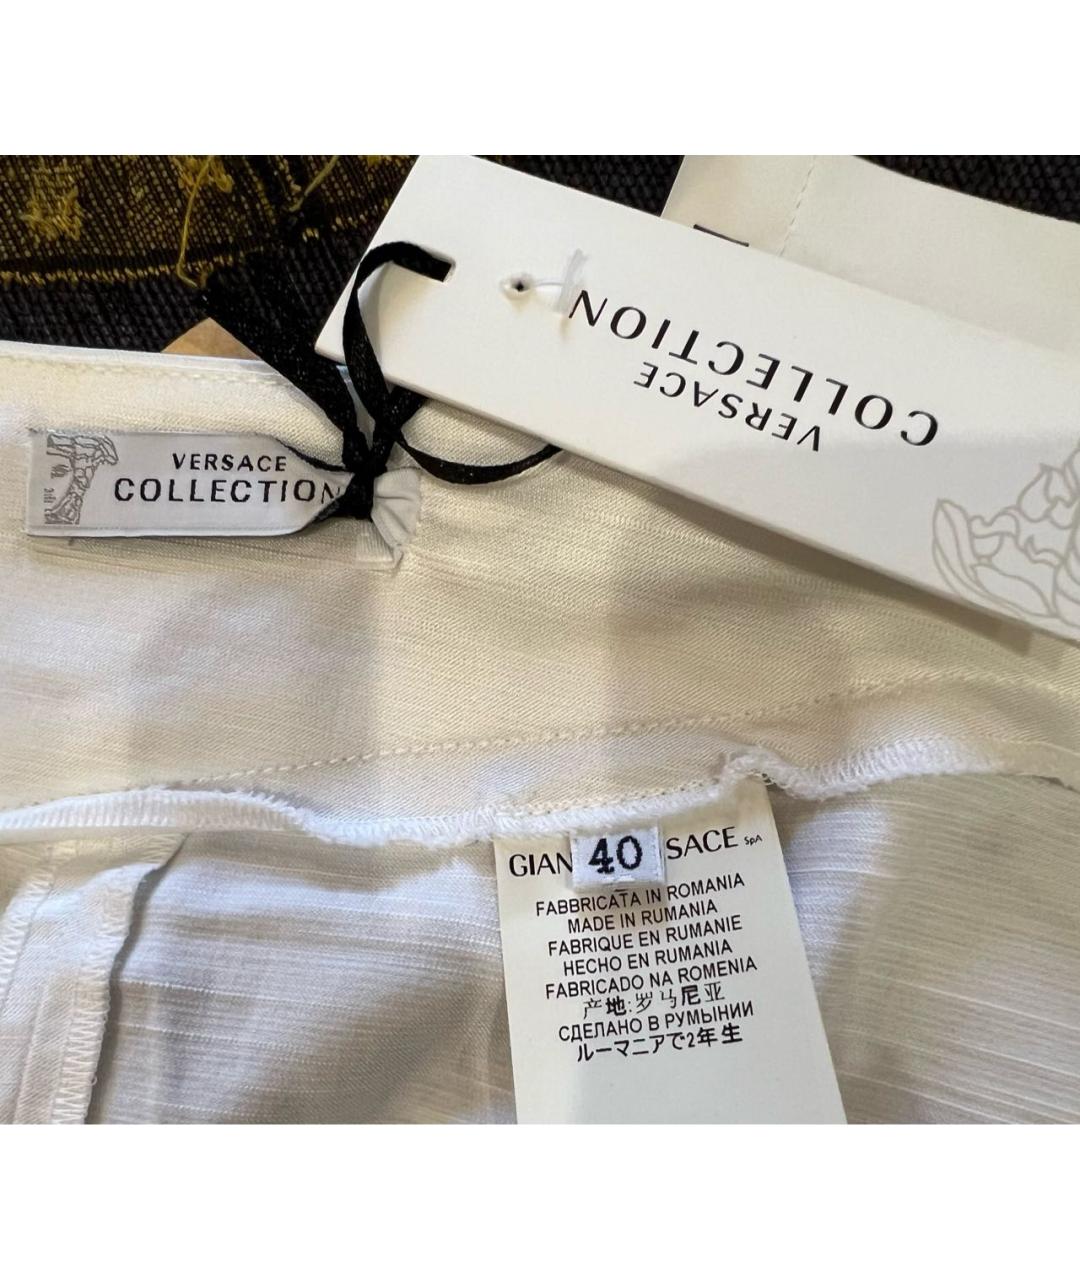 VERSACE
COLLECTION
VERSACE
COLLECTION
GIAN SACE SpA
40
FABBRICATA IN ROMANIA
MADE IN RUMANIA
FABRIQUE EN RUMANIE
HECHO EN RUMANIA
FABRICADO NA ROMENIA
产地:罗马尼亚
СДЕЛАНО В РУМЫНИИ
ルーマニアで2年生